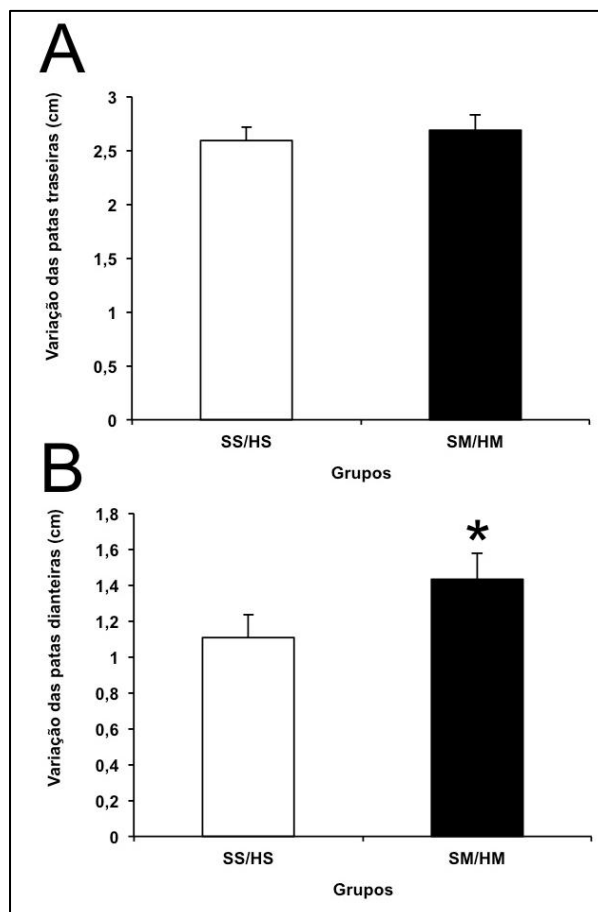 A
Variação das patas traseiras (cm)
3
2,5
2
1,5
1
0,5
0
SS/HS SM/HM
Grupos
B
Variação das patas dianteiras (cm)
1,8
1,6
1,4
1,2
1
0,8
0,6
0,4
0,2
0
*
SS/HS SM/HM
Grupos